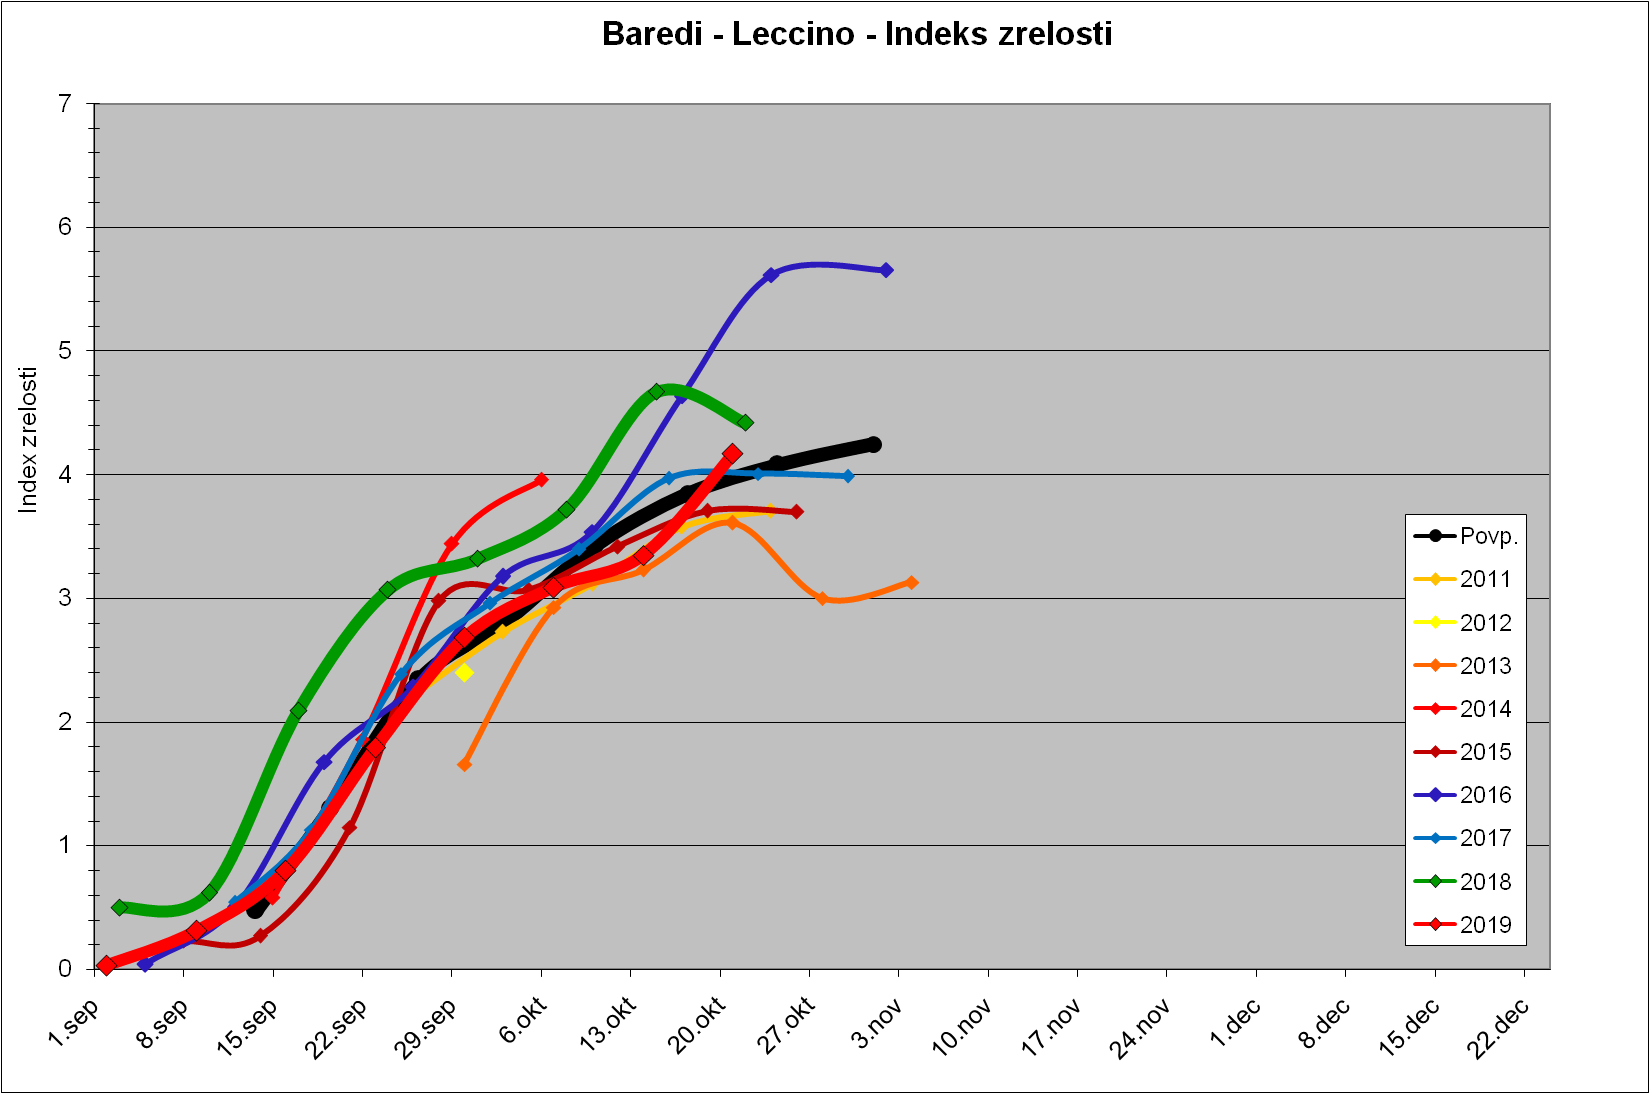 Baredi - Leccino - Indeks zrelosti
Index zrelosti
7
6
5
4
3
2
1
0
1.sep
8.sep
15.sep
22.sep
29.sep
6.okt
13.okt
20.okt
27.okt
3.nov
10.nov
17.nov
24.nov
1.dec
8.dec
15.dec
22.dec
Povp.
2011
2012
2013
2014
2015
2016
2017
2018
2019